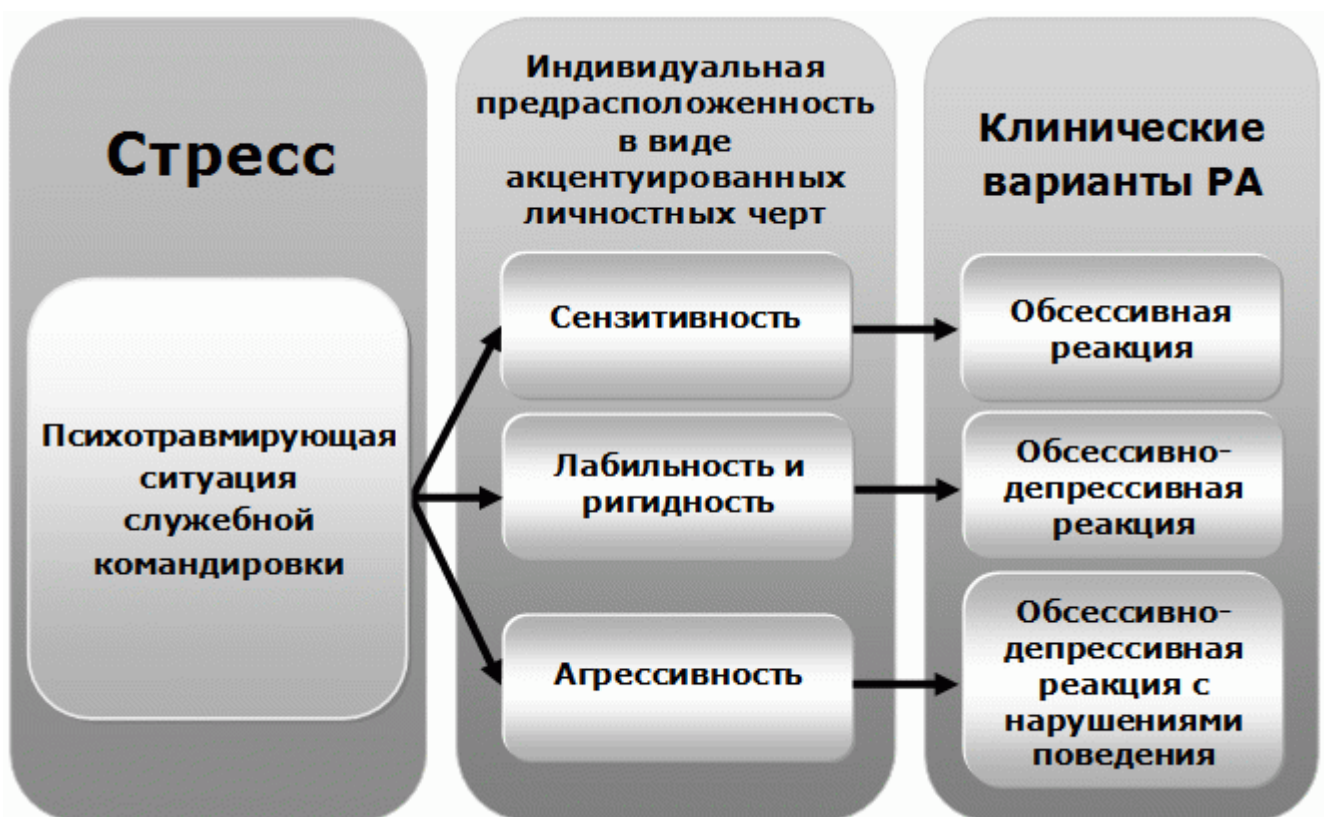 Стресс
Психотравмирующая
ситуация
служебной
командировки
Индивидуальная
предрасположенность
в виде
акцентуированных
личностных черт
Сензитивность
Лабильность и
ригидность
Агрессивность
Клинические
варианты РА
Обсессивная
реакция
Обсессивно-
депрессивная
реакция
Обсессивно-
депрессивная
реакция с
нарушениями
поведения